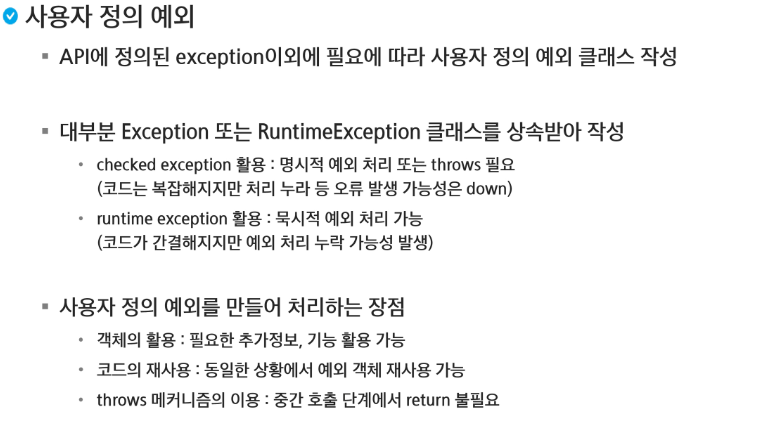 사용자 정의 예외
API에 정의된 exception이외에 필요에 따라 사용자 정의 예외 클래스 작성
대부분 Exception 또는 RuntimeException 클래스를 상속받아 작성
checked exception 활용 : 명시적 예외 처리 또는 throws 필요
(코드는 복잡해지지만 처리 누라 등 오류 발생 가능성은 down)
runtime exception 활용 : 묵시적 예외 처리 가능
(코드가 간결해지지만 예외 처리 누락 가능성 발생)
사용자 정의 예외를 만들어 처리하는 장점
객체의 활용 : 필요한 추가정보, 기능 활용 가능
코드의 재사용 : 동일한 상황에서 예외 객체 재사용 가능
throws 메커니즘의 이용 : 중간 호출 단계에서 return 불필요